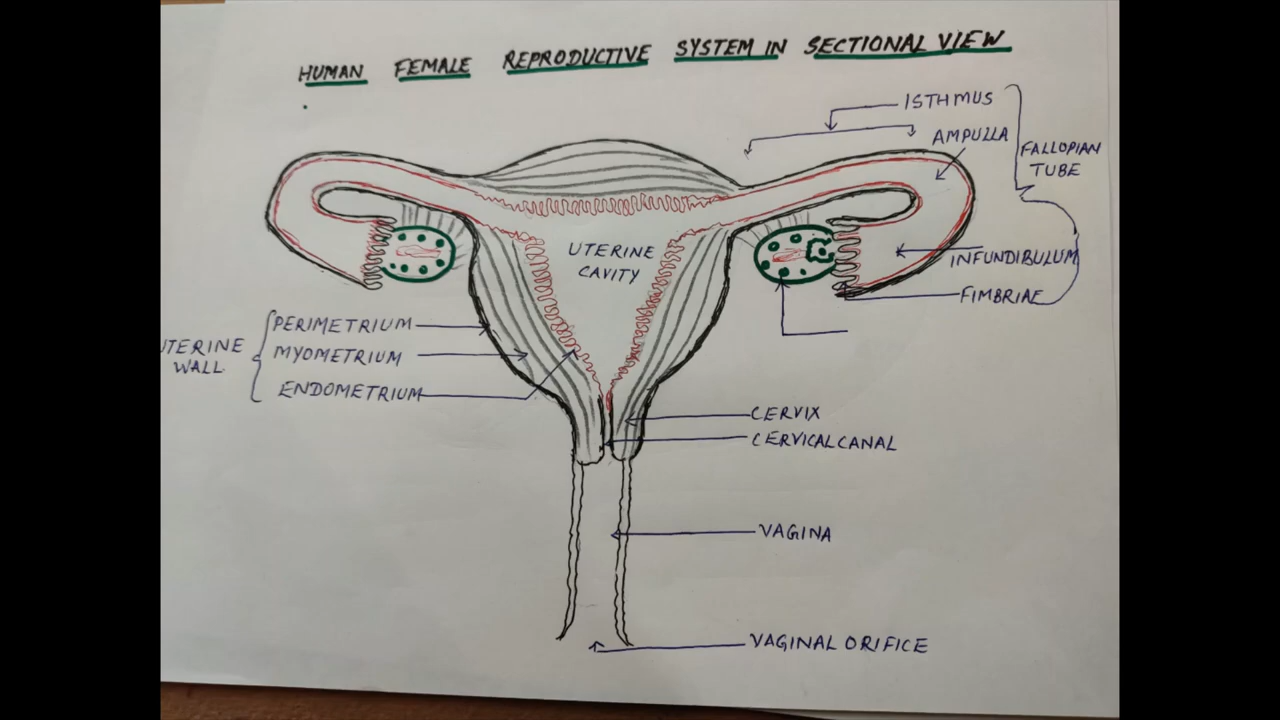 HUMAN FEMALE REPRODUCTIVE SYSTEM IN SECTIONAL VIEW
ISTHMUS
AMPULLA
FALLOPIAN
TUBE
UTERINE
CAVITY
INFUNDIBULUM
FIMBRIAE
PERIMETRIUM
UTERINE
WALL
MYOMETRIUM
ENDOMETRIUM
CERVIX
CERVICAL CANAL
VAGINA
VAGINAL ORIFICE